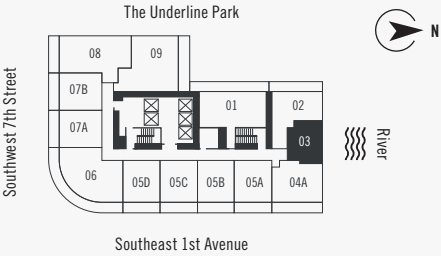 The Underline Park
N
08
09
07B
01
02
Southwest 7th Street
07A
03
River
06
05D
05C
05B
05A
04A
Southeast 1st Avenue